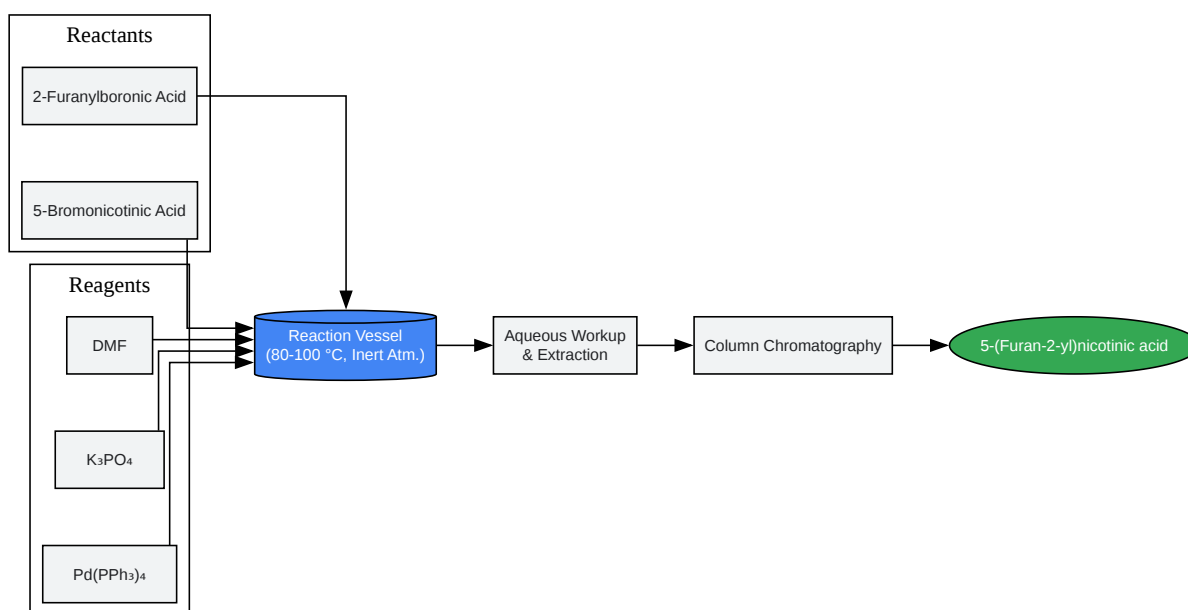 Reactants
2-Furanylboronic Acid
5-Bromonicotinic Acid
Reagents
DMF
K₃PO₄
Pd(PPh₃)₄
Reaction Vessel
(80-100 °C, Inert Atm.)
Aqueous Workup
& Extraction
Column Chromatography
5-(Furan-2-yl)nicotinic acid